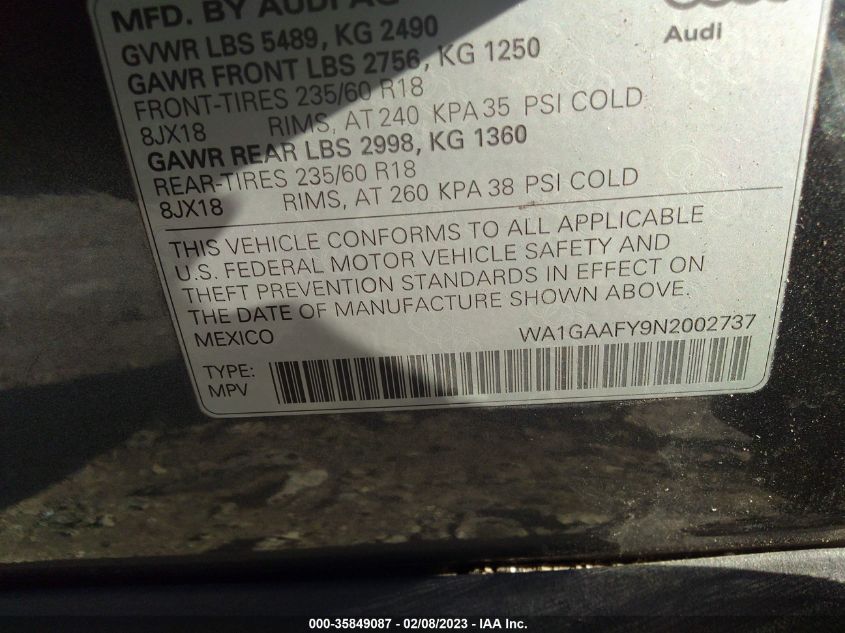 MFD. BY AUDI AG
Audi
GVWR LBS 5489, KG 2490
GAWR FRONT LBS 2756, KG 1250
FRONT-TIRES 235/60 R18
8JX18 RIMS, AT 240 KPA 35 PSI COLD
GAWR REAR LBS 2998, KG 1360
REAR-TIRES 235/60 R18
8JX18 RIMS, AT 260 KPA 38 PSI COLD
THIS VEHICLE CONFORMS TO ALL APPLICABLE
U.S. FEDERAL MOTOR VEHICLE SAFETY AND
THEFT PREVENTION STANDARDS IN EFFECT ON
THE DATE OF MANUFACTURE SHOWN ABOVE.
MEXICO WA1GAAFY9N2002737
TYPE:
MPV
000-35849087 - 02/08/2023 - IAA Inc.